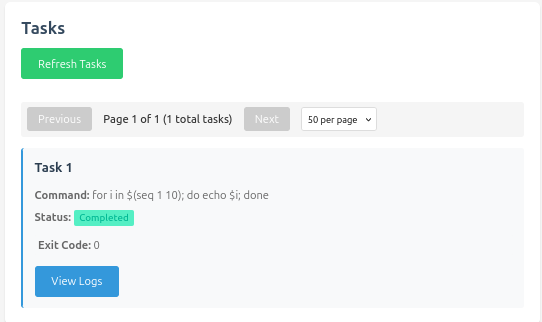 Tasks
Refresh Tasks
Previous Page 1 of 1 (1 total tasks) Next 50 per page
Task 1
Command: for i in $(seq 1 10); do echo $i; done
Status: Completed
Exit Code: 0
View Logs